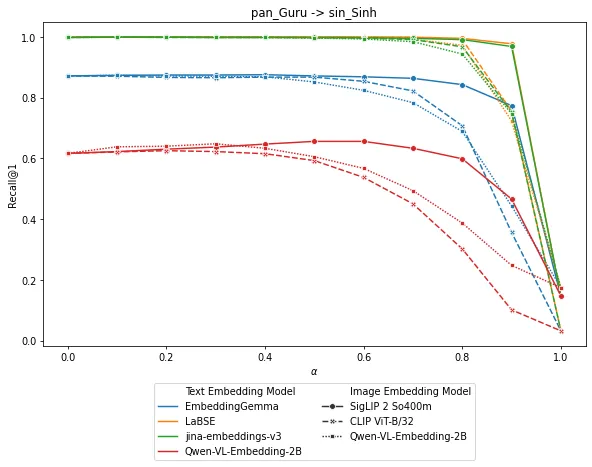 pan_Guru -> sin_Sinh
Recall@1
1.0
0.8
0.6
0.4
0.2
0.0
0.0 0.2 0.4 0.6 0.8 1.0
α
Text Embedding Model
EmbeddingGemma
LaBSE
jina-embeddings-v3
Qwen-VL-Embedding-2B
Image Embedding Model
SigLIP 2 So400m
CLIP ViT-B/32
Qwen-VL-Embedding-2B